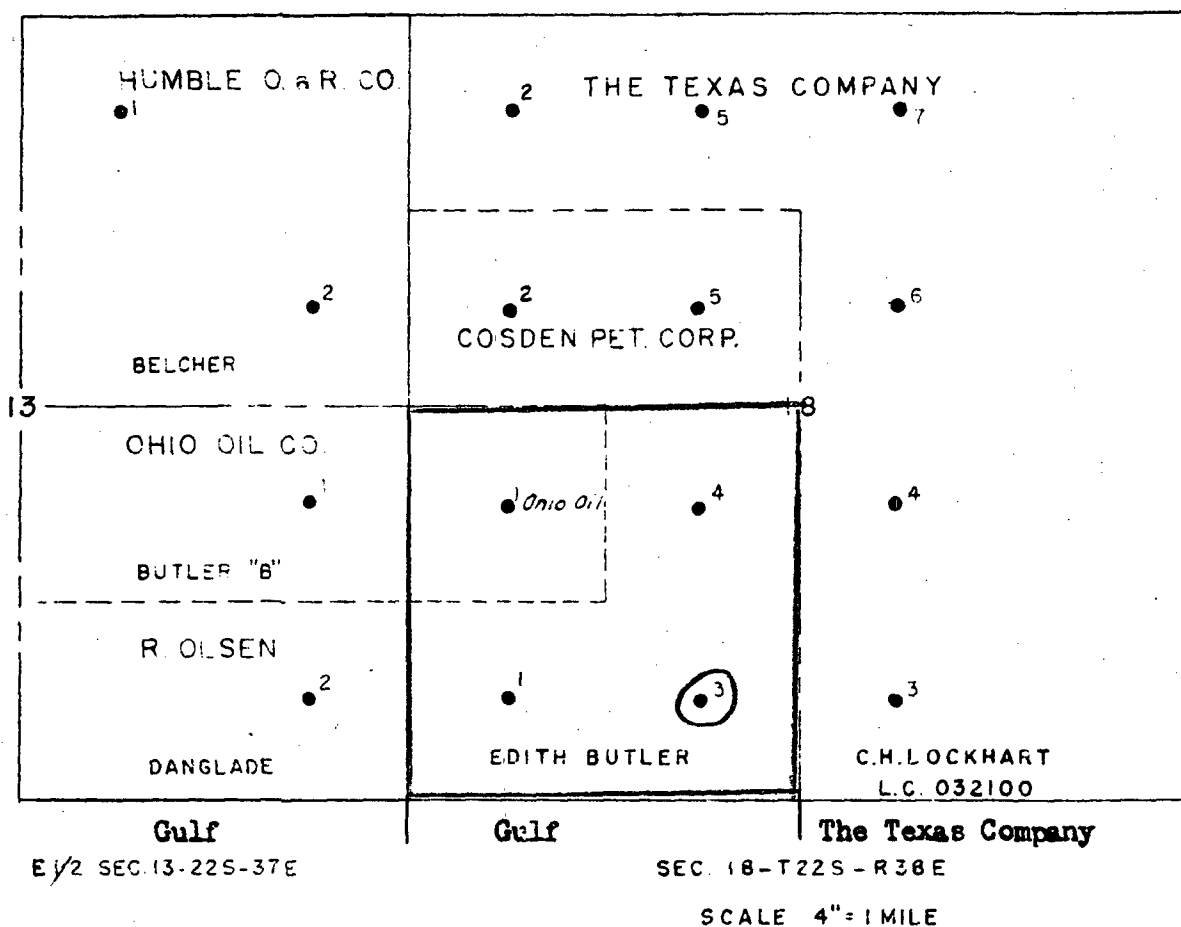 HUMBLE O. & R. CO. THE TEXAS COMPANY
1 2 5 7
2 2 5 6
COSDEN PET. CORP.
BELCHER
13 18
OHIO OIL CO.
1 1 Ohio Oil 4 4
BUTLER "B"
R. OLSEN
2 1 3 3
DANGLADE EDITH BUTLER C.H. LOCKHART
L.C. 032100
Gulf Gulf The Texas Company
E 1/2 SEC. 13-22S-37E SEC. 18-T22S-R38E
SCALE 4"= 1 MILE